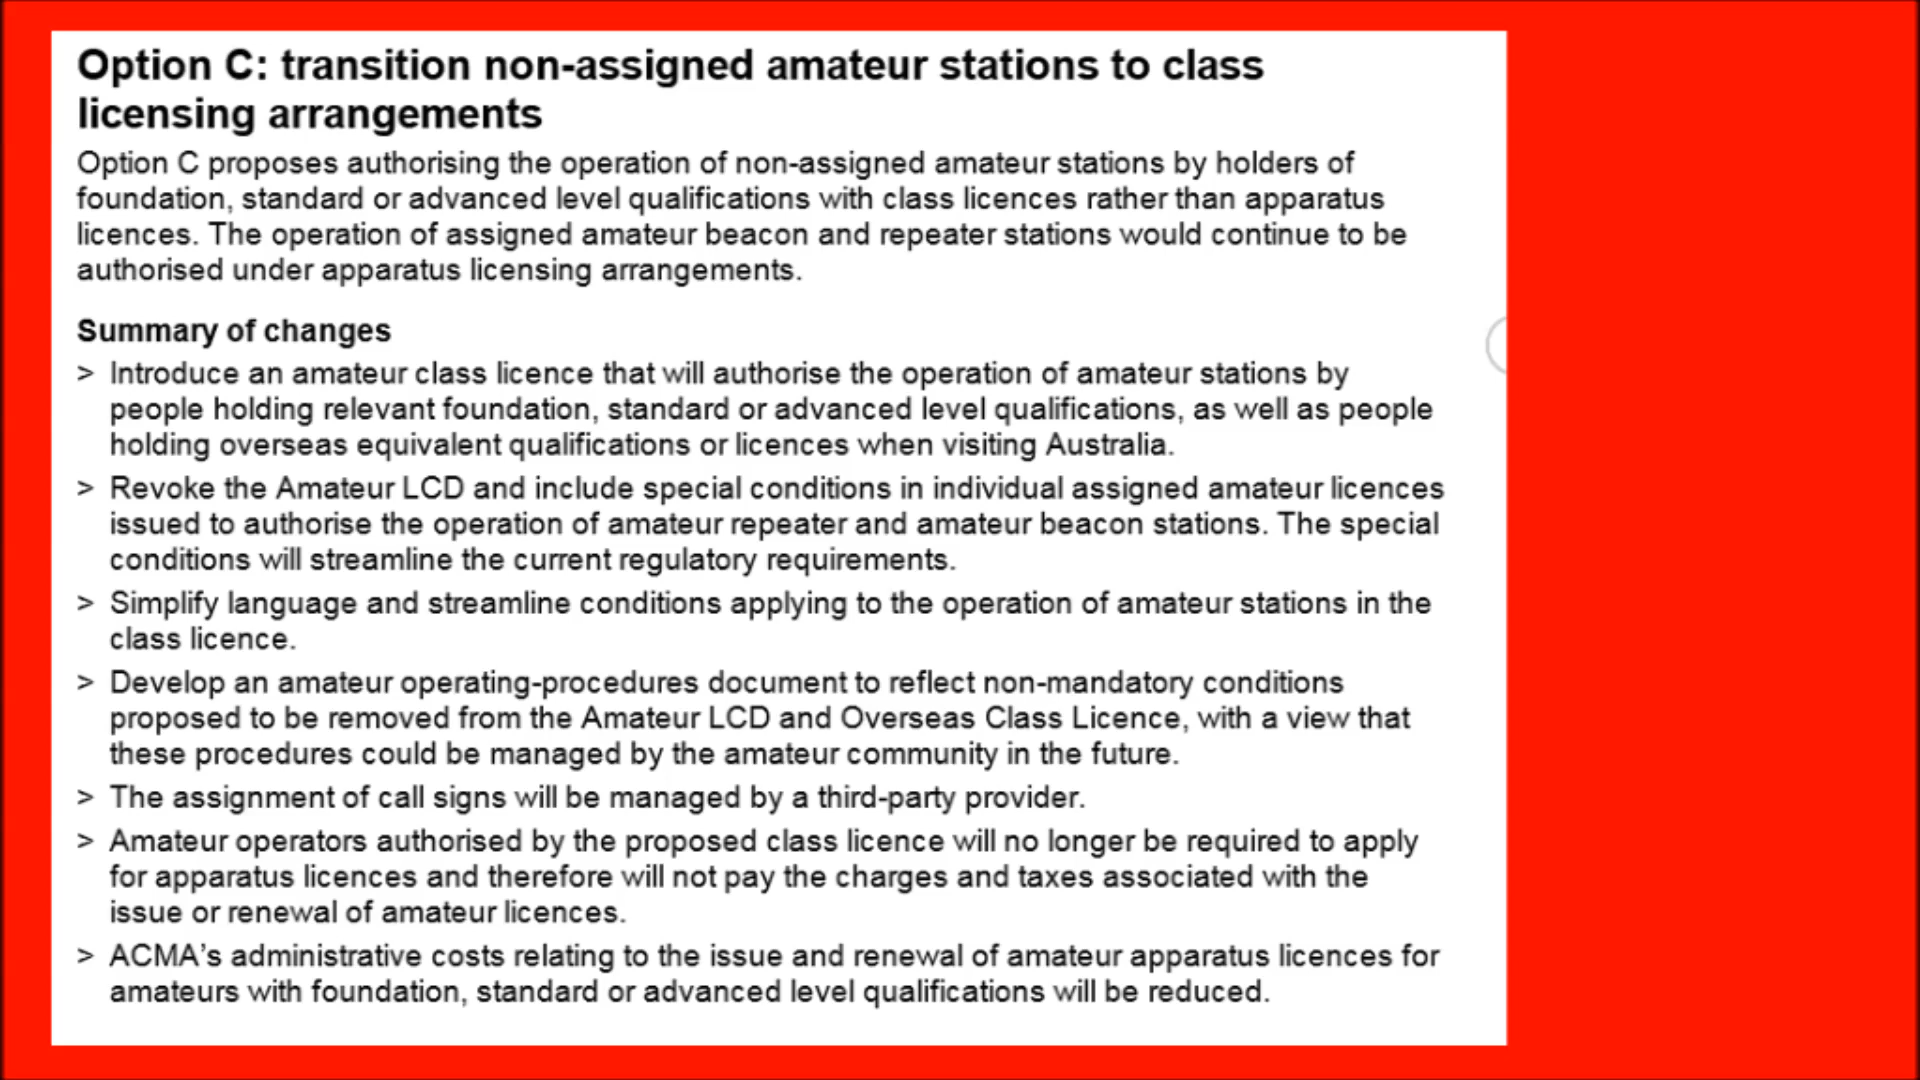 Option C: transition non-assigned amateur stations to class
licensing arrangements
Option C proposes authorising the operation of non-assigned amateur stations by holders of
foundation, standard or advanced level qualifications with class licences rather than apparatus
licences. The operation of assigned amateur beacon and repeater stations would continue to be
authorised under apparatus licensing arrangements.
Summary of changes
> Introduce an amateur class licence that will authorise the operation of amateur stations by
people holding relevant foundation, standard or advanced level qualifications, as well as people
holding overseas equivalent qualifications or licences when visiting Australia.
> Revoke the Amateur LCD and include special conditions in individual assigned amateur licences
issued to authorise the operation of amateur repeater and amateur beacon stations. The special
conditions will streamline the current regulatory requirements.
> Simplify language and streamline conditions applying to the operation of amateur stations in the
class licence.
> Develop an amateur operating-procedures document to reflect non-mandatory conditions
proposed to be removed from the Amateur LCD and Overseas Class Licence, with a view that
these procedures could be managed by the amateur community in the future.
> The assignment of call signs will be managed by a third-party provider.
> Amateur operators authorised by the proposed class licence will no longer be required to apply
for apparatus licences and therefore will not pay the charges and taxes associated with the
issue or renewal of amateur licences.
> ACMA’s administrative costs relating to the issue and renewal of amateur apparatus licences for
amateurs with foundation, standard or advanced level qualifications will be reduced.